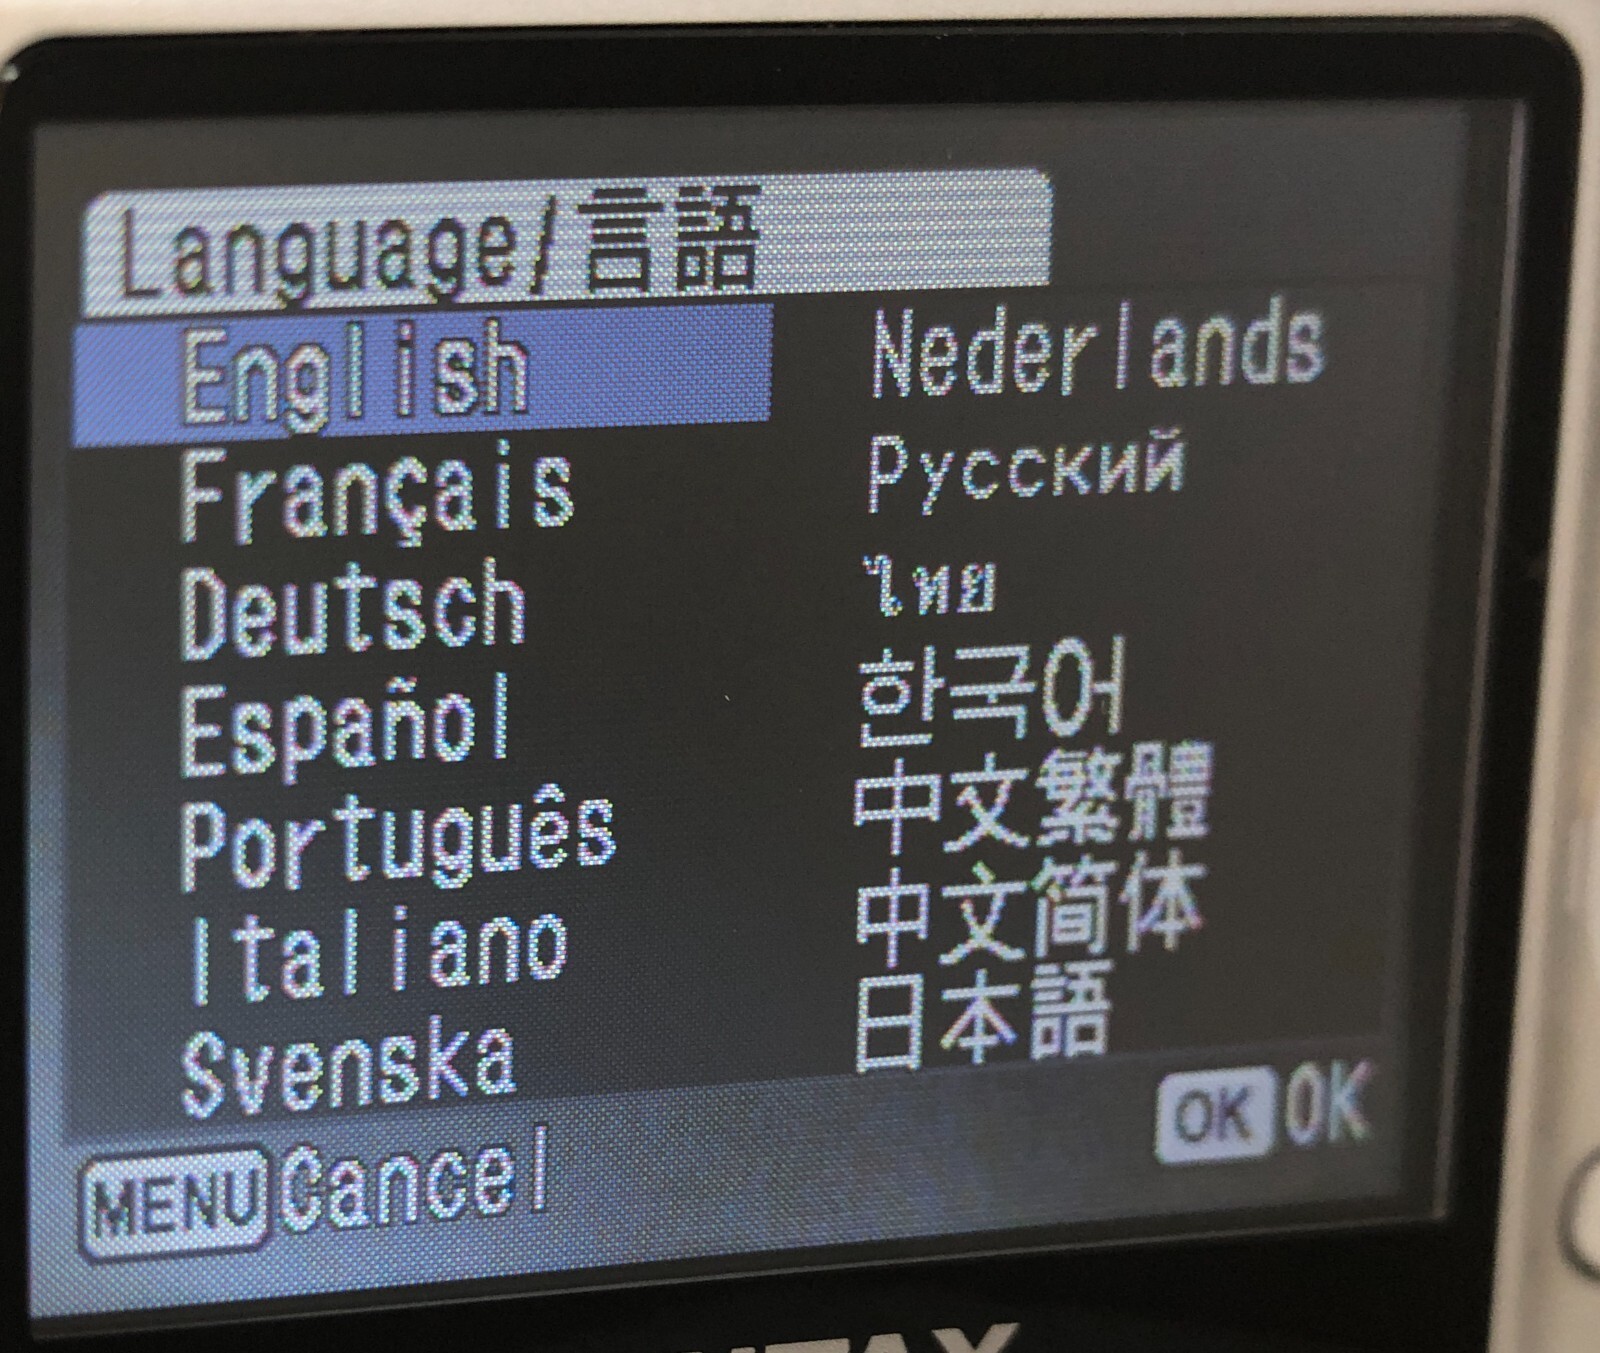 Language/言語
English
Français
Deutsch
Español
Português
Italiano
Svenska
Nederlands
Русский
ไทย
한국어
中文繁體
中文简体
日本語
MENU Cancel
OK OK